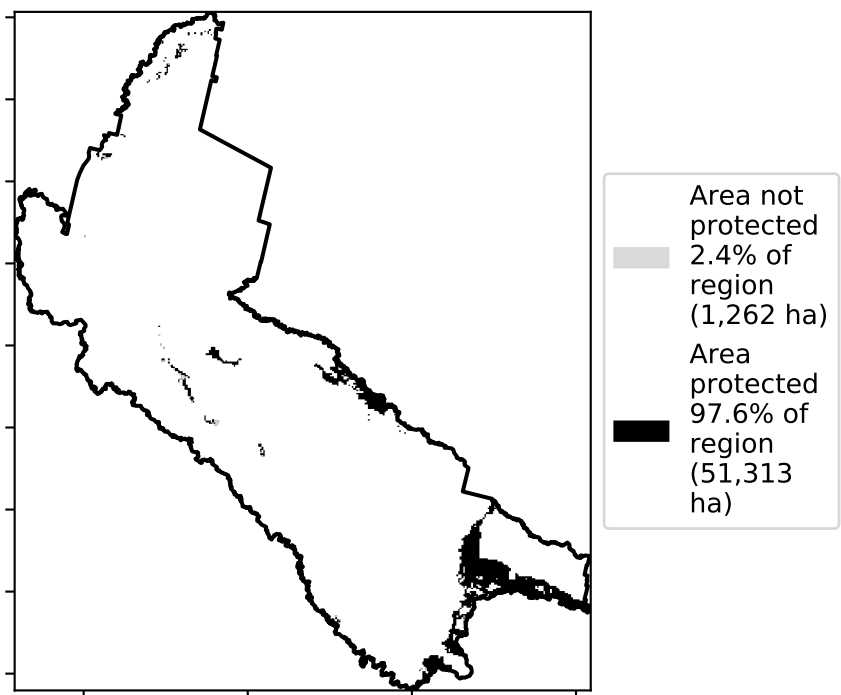 Area not
protected
2.4% of
region
(1,262 ha)
Area
protected
97.6% of
region
(51,313
ha)